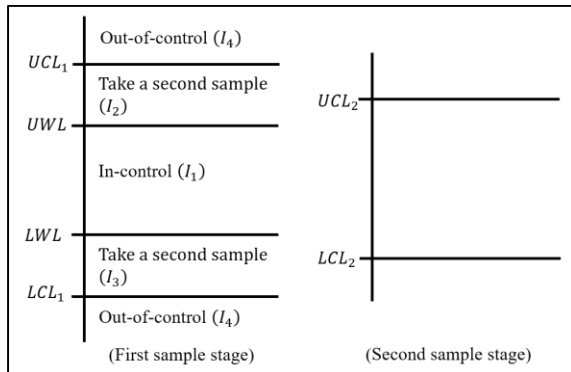 Out-of-control (I₄)
UCL₁
Take a second sample
(I₂)
UWL
In-control (I₁)
LWL
Take a second sample
(I₃)
LCL₁
Out-of-control (I₄)
(First sample stage)
UCL₂
LCL₂
(Second sample stage)